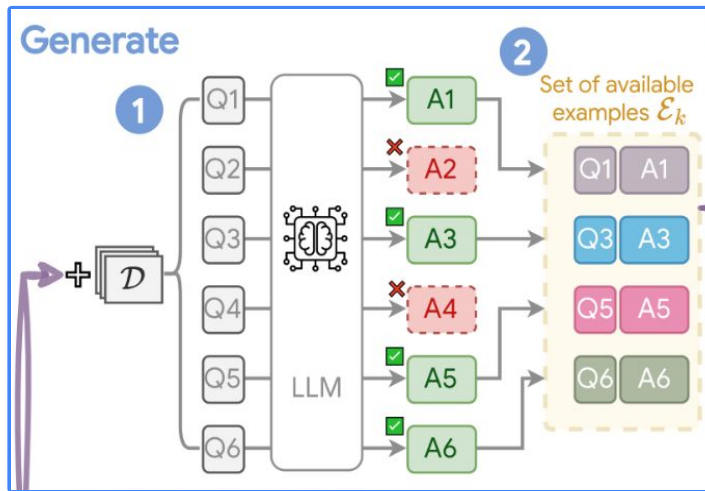 Generate
1
2
Set of available
examples ℰₖ
Q1
A1
Q1 A1
Q2
A2
Q3
A3
Q3 A3
𝒟
Q4
A4
Q5 A5
Q5
A5
Q6 A6
LLM
Q6
A6